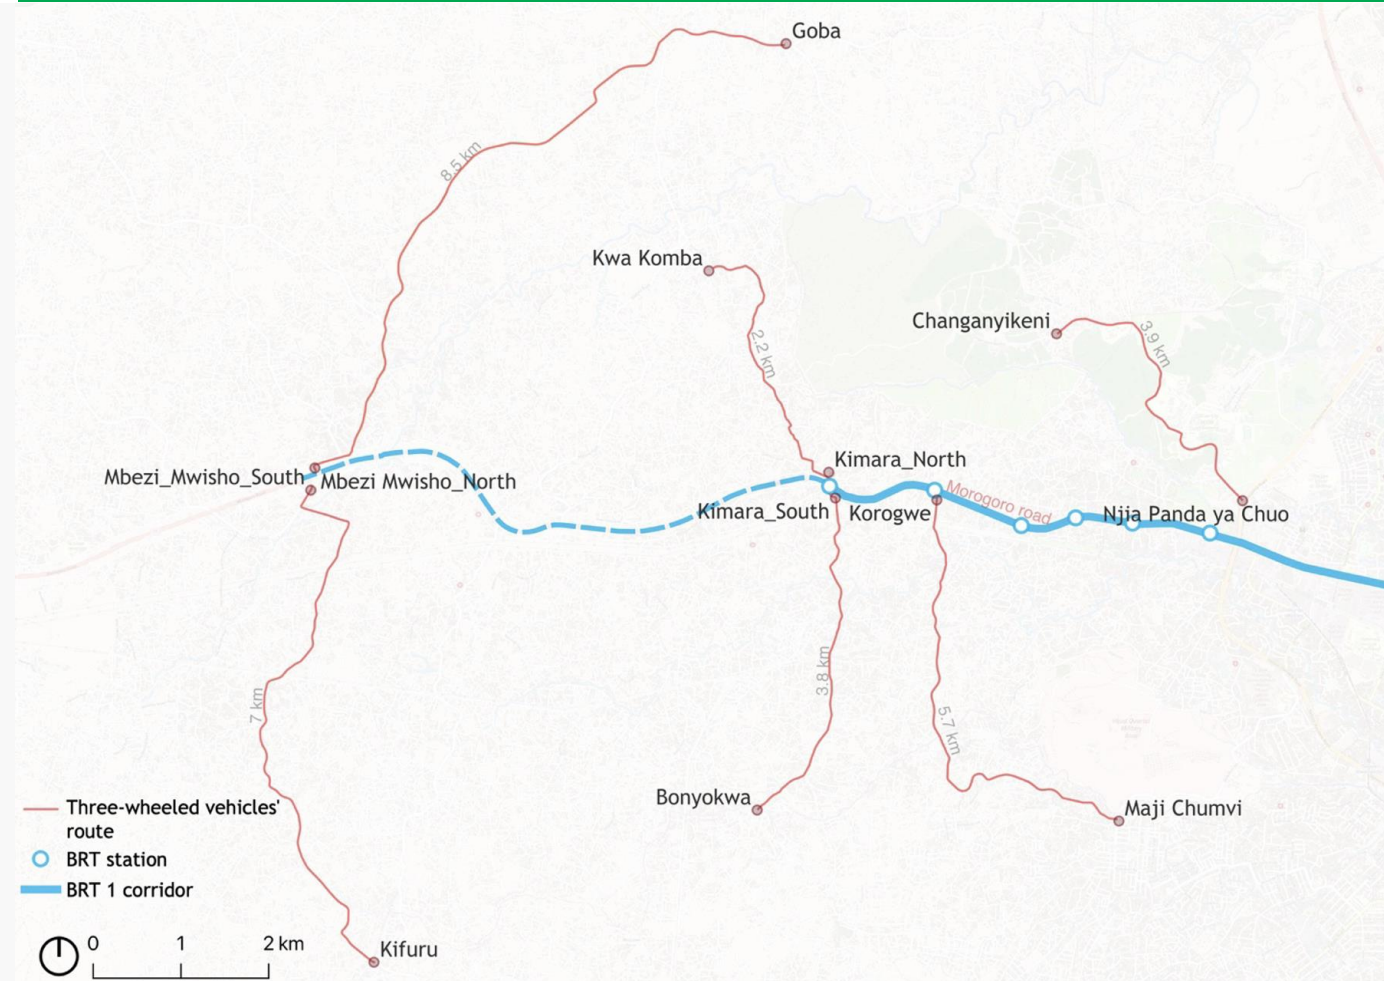 Goba
8.5 km
Kwa Komba
Changanyikeni
3.9 km
2.2 km
Kimara_North
Mbezi_Mwisho_South
Mbezi Mwisho_North
Morogoro road
Kimara_South
Korogwe
Njia Panda ya Chuo
3.8 km
7 km
5.7 km
Bonyokwa
Maji Chumvi
Three-wheeled vehicles'
route
BRT station
BRT 1 corridor
0 1 2 km
Kifuru